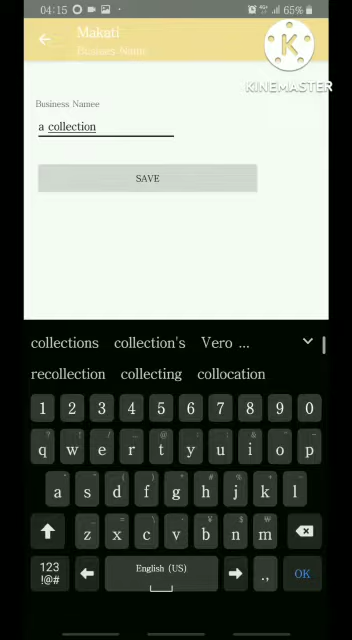 04:15 65%
Makuti
Business Name
K
KINEMASTER
Business Namee
a collection
SAVE
collections collection's Vero ...
recollection collecting collocation
1 2 3 4 5 6 7 8 9 0
q w e r t y u i o p
a s d f g h j k l
z x c v b n m
123 !@# English (US) ., OK